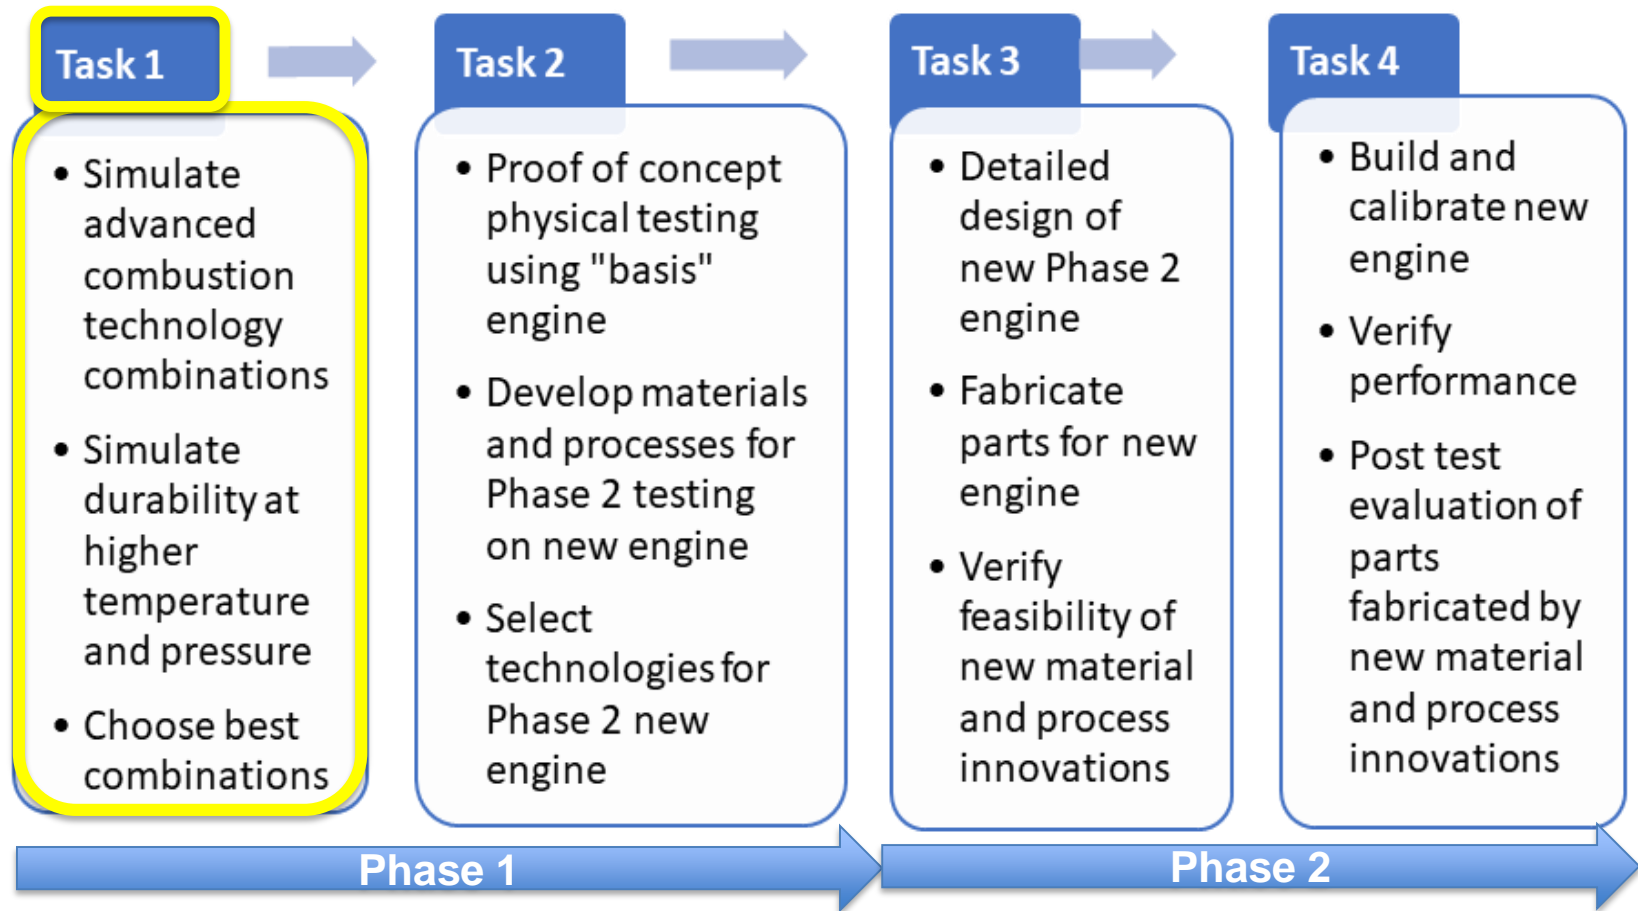 Task 1
• Simulate
advanced
combustion
technology
combinations
• Simulate
durability at
higher
temperature
and pressure
• Choose best
combinations
Task 2
• Proof of concept
physical testing
using "basis"
engine
• Develop materials
and processes for
Phase 2 testing
on new engine
• Select
technologies for
Phase 2 new
engine
Task 3
• Detailed
design of
new Phase 2
engine
• Fabricate
parts for new
engine
• Verify
feasibility of
new material
and process
innovations
Task 4
• Build and
calibrate new
engine
• Verify
performance
• Post test
evaluation of
parts
fabricated by
new material
and process
innovations
Phase 1
Phase 2